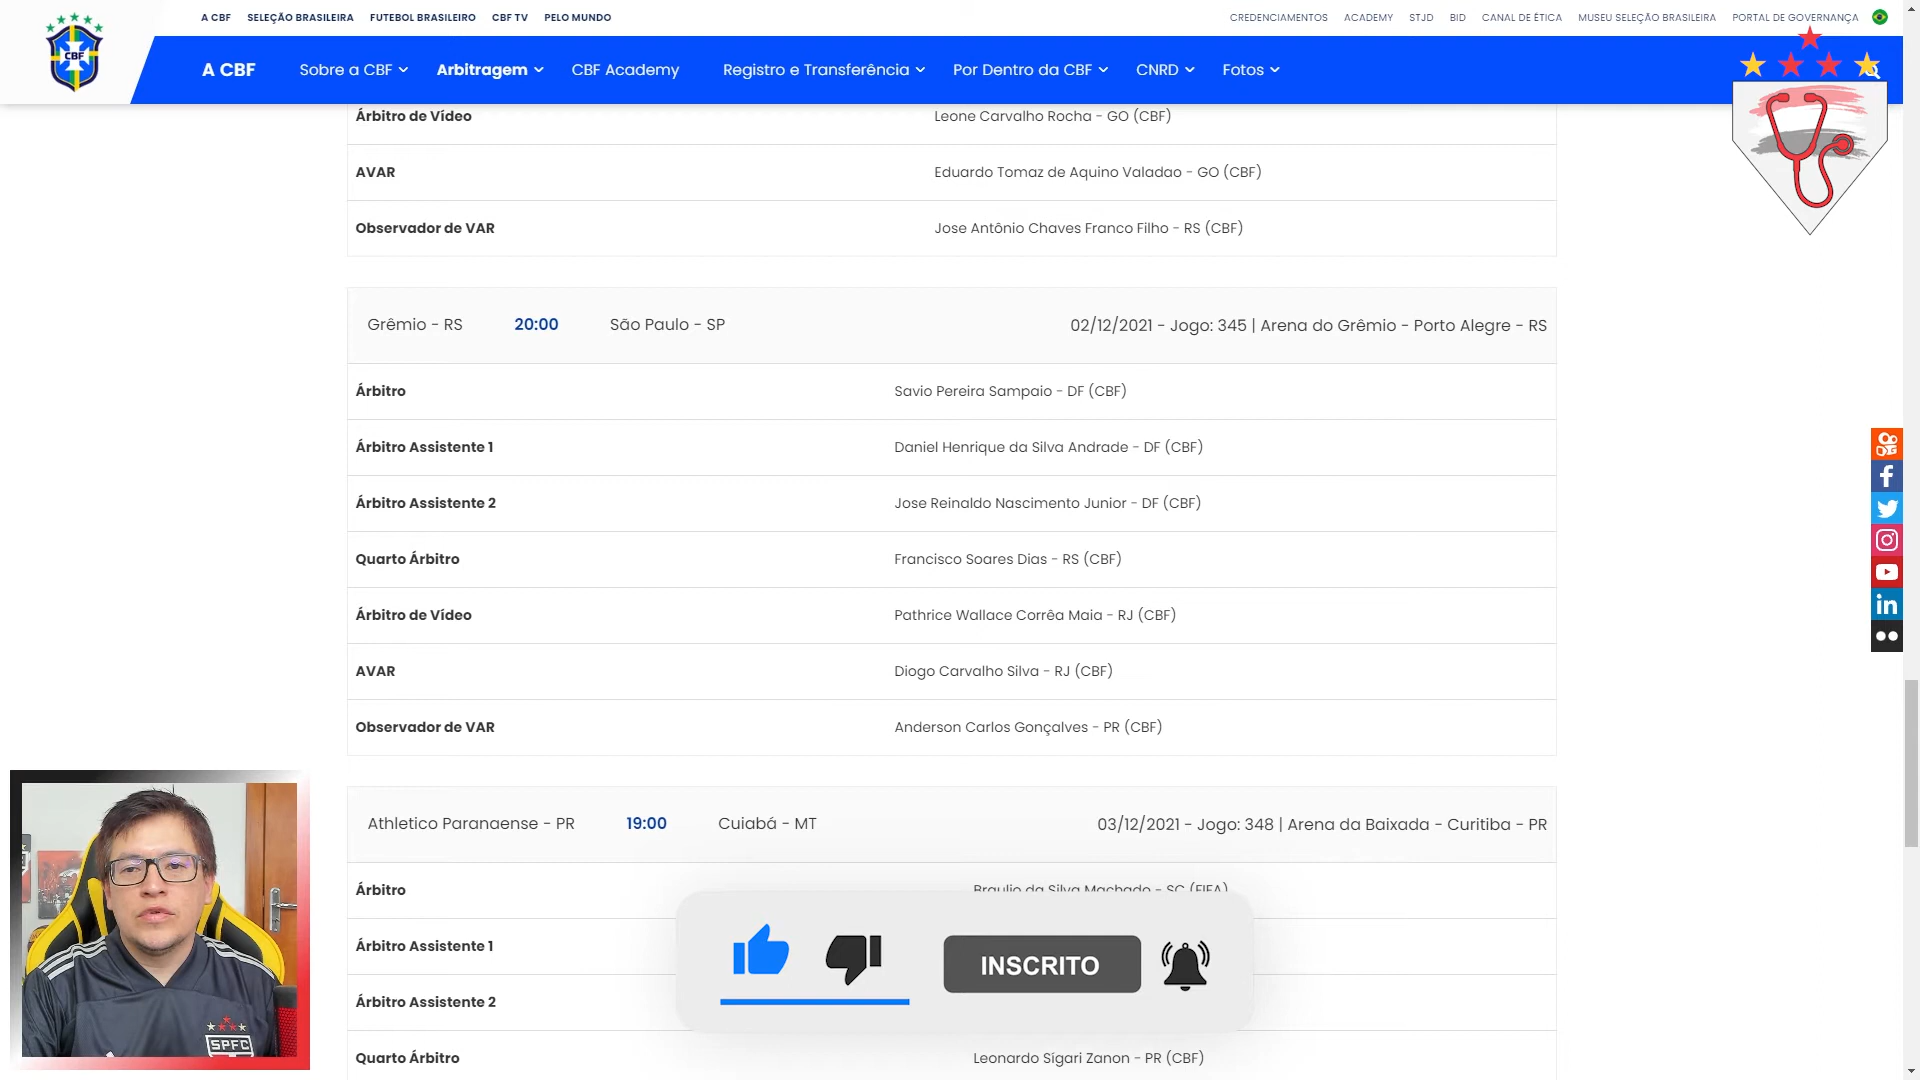 A CBF SELEÇÃO BRASILEIRA FUTEBOL BRASILEIRO CBF TV PELO MUNDO CREDENCIAMENTOS ACADEMY STJD BID CANAL DE ÉTICA MUSEU SELEÇÃO BRASILEIRA PORTAL DE GOVERNANÇA
CBF
A CBF Sobre a CBF Arbitragem CBF Academy Registro e Transferência Por Dentro da CBF CNRD Fotos
Árbitro de Vídeo Leone Carvalho Rocha - GO (CBF)
AVAR Eduardo Tomaz de Aquino Valadao - GO (CBF)
Observador de VAR Jose Antônio Chaves Franco Filho - RS (CBF)
Grêmio - RS 20:00 São Paulo - SP 02/12/2021 - Jogo: 345 | Arena do Grêmio - Porto Alegre - RS
Árbitro Savio Pereira Sampaio - DF (CBF)
Árbitro Assistente 1 Daniel Henrique da Silva Andrade - DF (CBF)
Árbitro Assistente 2 Jose Reinaldo Nascimento Junior - DF (CBF)
Quarto Árbitro Francisco Soares Dias - RS (CBF)
Árbitro de Vídeo Pathrice Wallace Corrêa Maia - RJ (CBF)
AVAR Diogo Carvalho Silva - RJ (CBF)
Observador de VAR Anderson Carlos Gonçalves - PR (CBF)
Athletico Paranaense - PR 19:00 Cuiabá - MT 03/12/2021 - Jogo: 348 | Arena da Baixada - Curitiba - PR
Árbitro Braulio da Silva Machado - SC (FIFA)
Árbitro Assistente 1
INSCRITO
Árbitro Assistente 2
SPFC
Quarto Árbitro Leonardo Sígari Zanon - PR (CBF)